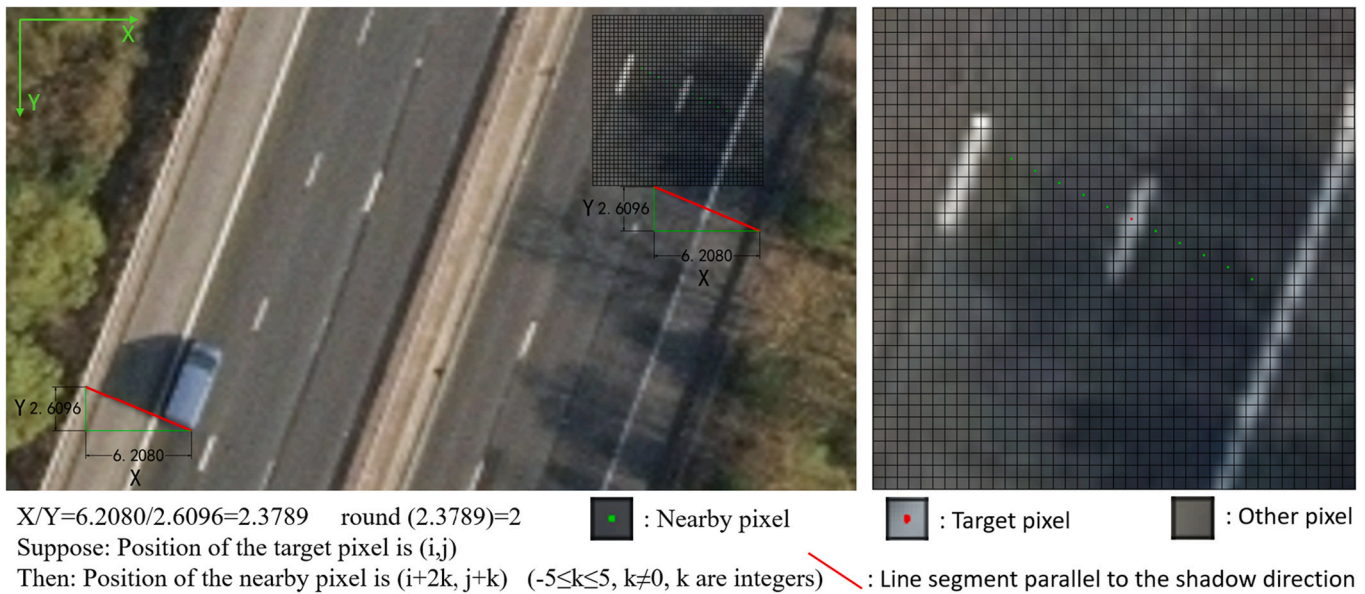 X
Y
Y 2.6096
6.2080
X
Y 2.6096
6.2080
X
X/Y=6.2080/2.6096=2.3789 round (2.3789)=2
: Nearby pixel
: Target pixel
: Other pixel
Suppose: Position of the target pixel is (i,j)
Then: Position of the nearby pixel is (i+2k, j+k) (-5≤k≤5, k≠0, k are integers)
: Line segment parallel to the shadow direction